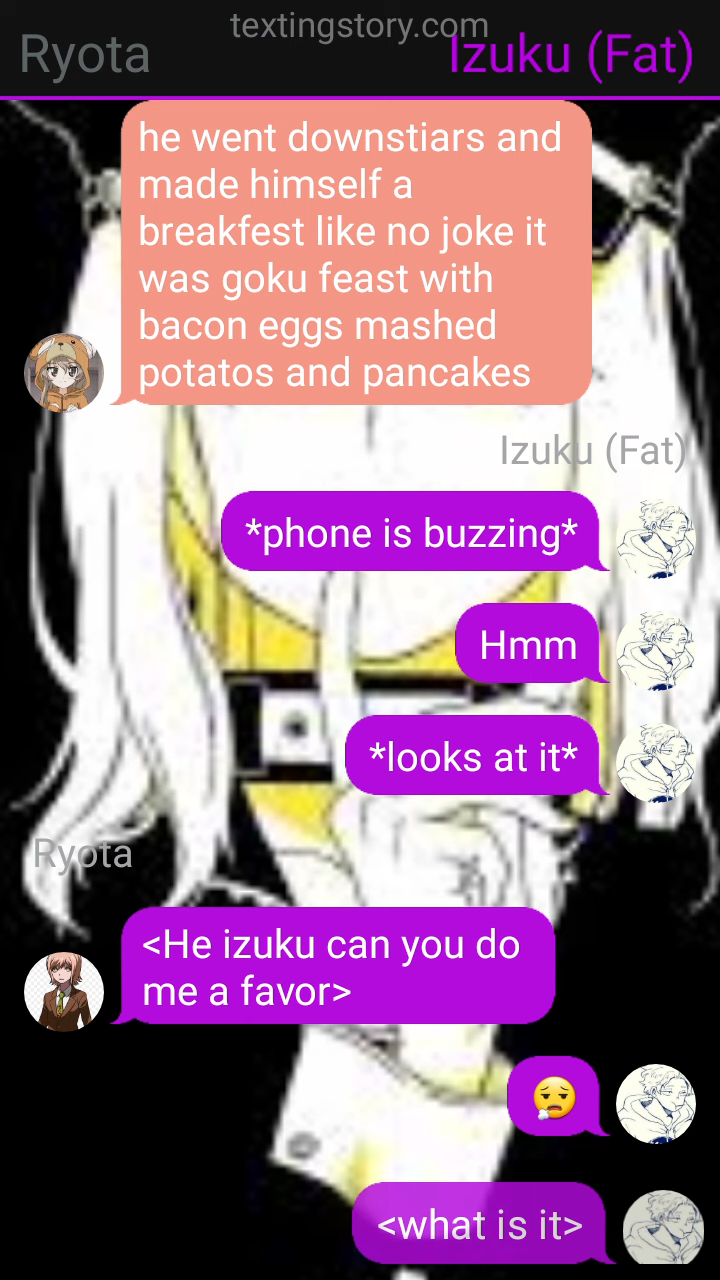 textingstory.com
Ryota
Izuku (Fat)
he went downstiars and
made himself a
breakfest like no joke it
was goku feast with
bacon eggs mashed
potatos and pancakes
Izuku (Fat)
*phone is buzzing*
Hmm
*looks at it*
Ryota
<He izuku can you do
me a favor>
<what is it>